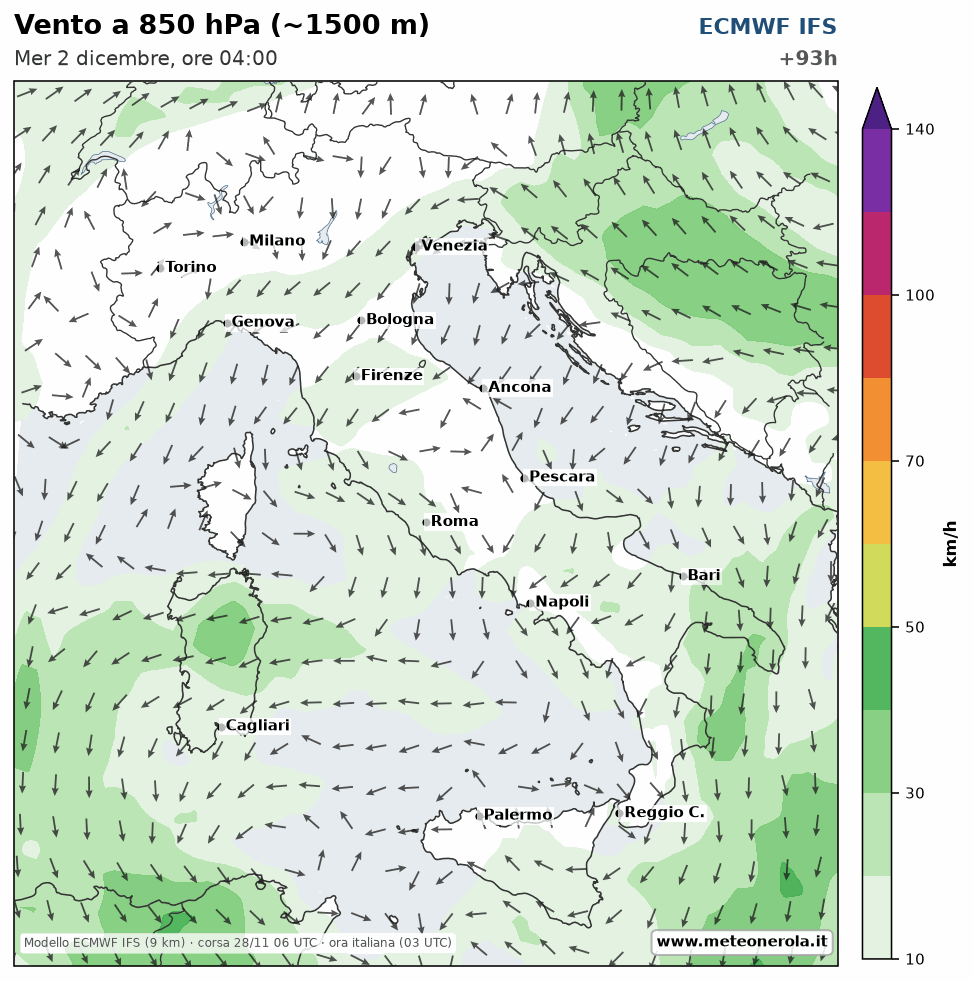 Vento a 850 hPa (~1500 m)
ECMWF IFS
Mer 2 dicembre, ore 04:00
+93h
Milano
Venezia
Torino
Genova
Bologna
Firenze
Ancona
Pescara
Roma
Bari
Napoli
Cagliari
Palermo
Reggio C.
140
100
70
50
30
10
km/h
Modello ECMWF IFS (9 km) · corsa 28/11 06 UTC · ora italiana (03 UTC)
www.meteonerola.it